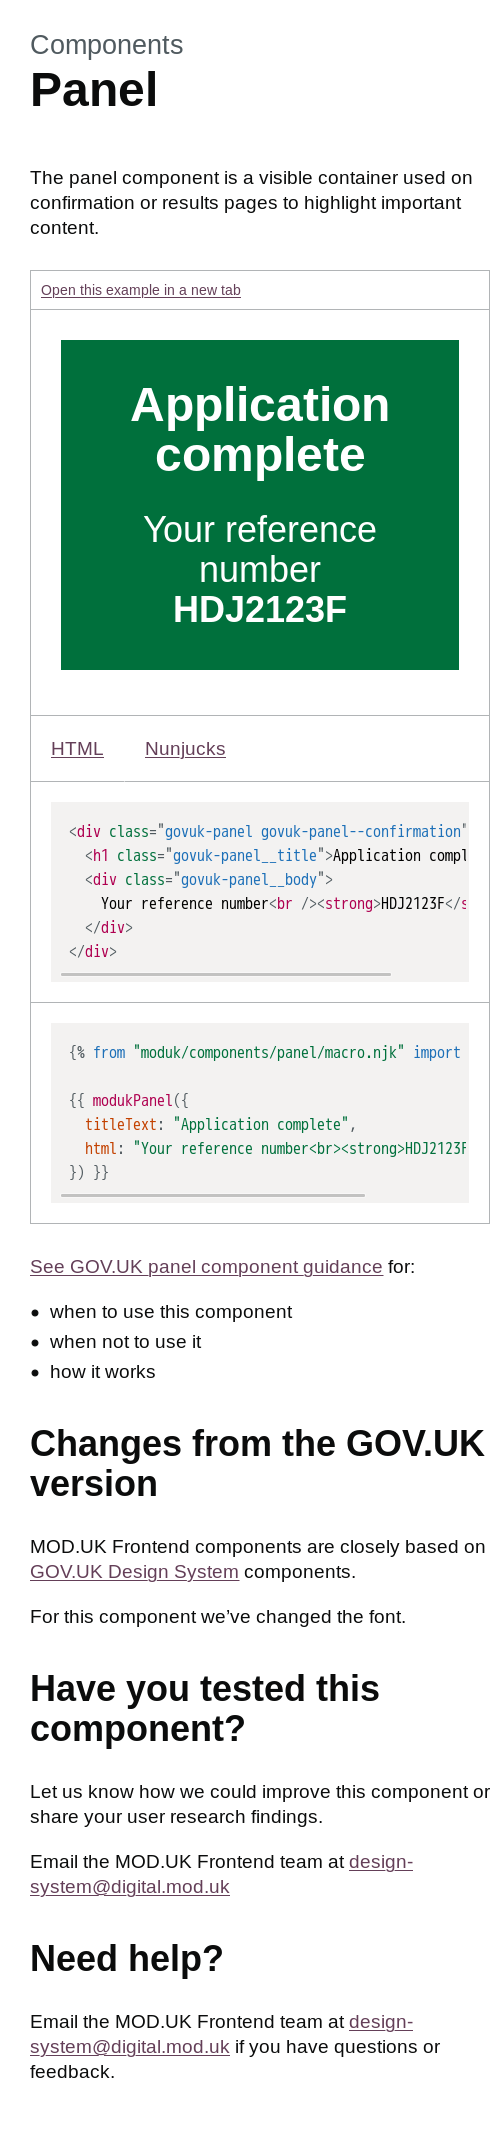 Components
Panel
The panel component is a visible container used on
confirmation or results pages to highlight important
content.
Open this example in a new tab
Application
complete
Your reference
number
HDJ2123F
HTML
Nunjucks
<div class="govuk-panel govuk-panel--confirmation"
  <h1 class="govuk-panel__title">Application compl
  <div class="govuk-panel__body">
    Your reference number<br /><strong>HDJ2123F</s
  </div>
</div>
{% from "moduk/components/panel/macro.njk" import
{{ modukPanel({
  titleText: "Application complete",
  html: "Your reference number<br><strong>HDJ2123F
}) }}
See GOV.UK panel component guidance for:
• when to use this component
• when not to use it
• how it works
Changes from the GOV.UK
version
MOD.UK Frontend components are closely based on
GOV.UK Design System components.
For this component we’ve changed the font.
Have you tested this
component?
Let us know how we could improve this component or
share your user research findings.
Email the MOD.UK Frontend team at design-
system@digital.mod.uk
Need help?
Email the MOD.UK Frontend team at design-
system@digital.mod.uk if you have questions or
feedback.